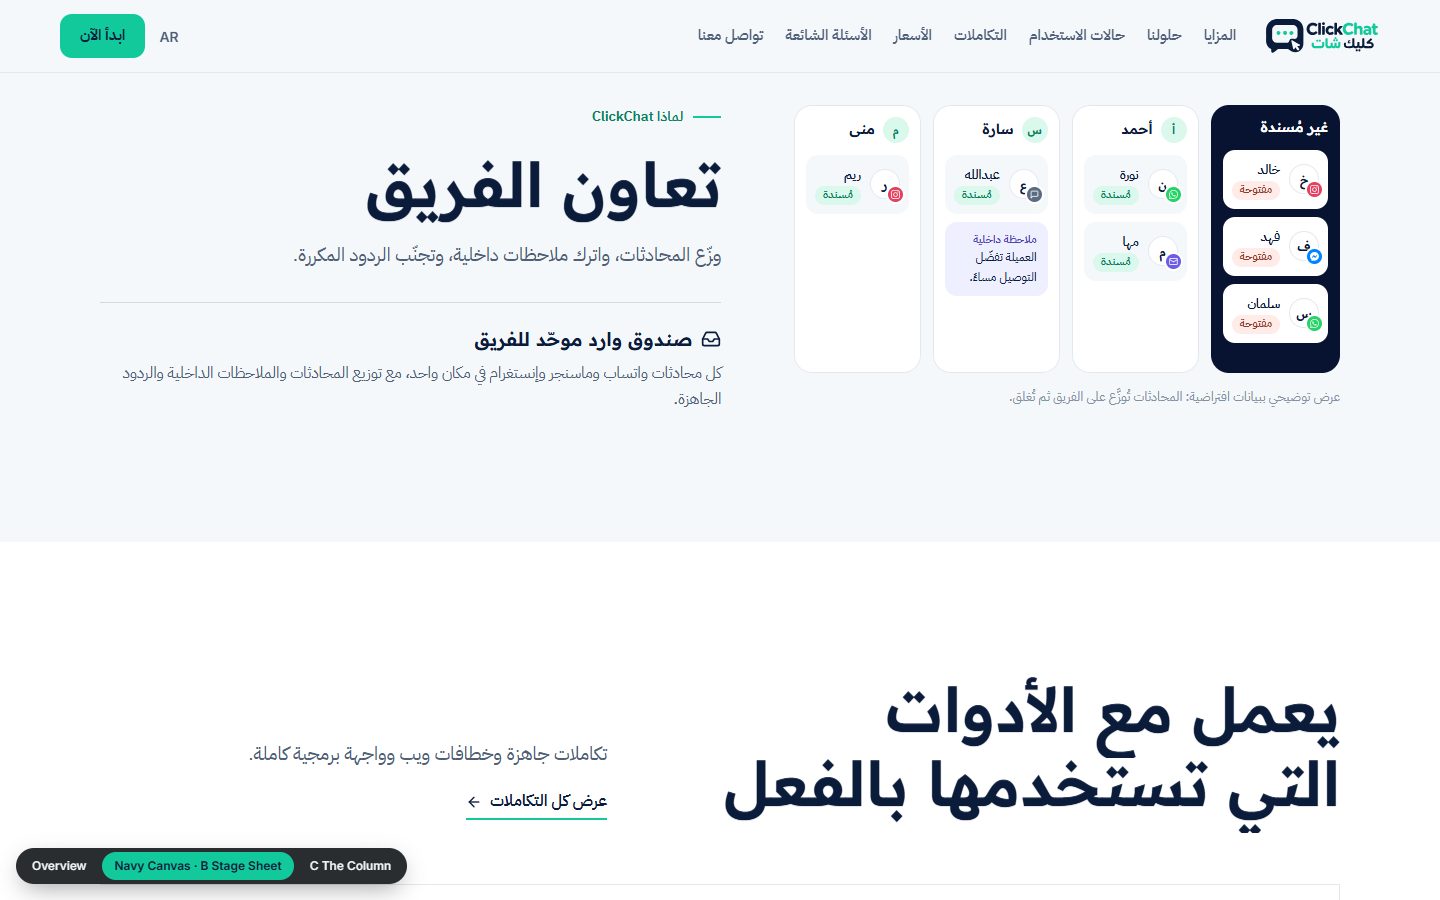 ClickChat
كليك شات
المزايا
حلولنا
حالات الاستخدام
التكاملات
الأسعار
الأسئلة الشائعة
تواصل معنا
AR
ابدأ الآن
غير مُسندة
خ
خالد
مفتوحة
ف
فهد
مفتوحة
س
سلمان
مفتوحة
أ
أحمد
ن
نورة
مُسندة
م
مها
مُسندة
س
سارة
ع
عبدالله
مُسندة
ملاحظة داخلية
العميلة تفضّل
التوصيل مساءً.
م
منى
ر
ريم
مُسندة
عرض توضيحي ببيانات افتراضية: المحادثات تُوزَّع على الفريق ثم تُغلق.
لماذا ClickChat
تعاون الفريق
وزّع المحادثات، واترك ملاحظات داخلية، وتجنّب الردود المكررة.
صندوق وارد موحّد للفريق
كل محادثات واتساب وماسنجر وإنستغرام في مكان واحد، مع توزيع المحادثات والملاحظات الداخلية والردود
الجاهزة.
يعمل مع الأدوات
التي تستخدمها بالفعل
تكاملات جاهزة وخطافات ويب وواجهة برمجية كاملة.
عرض كل التكاملات ←
Overview
Navy Canvas · B Stage Sheet
C The Column